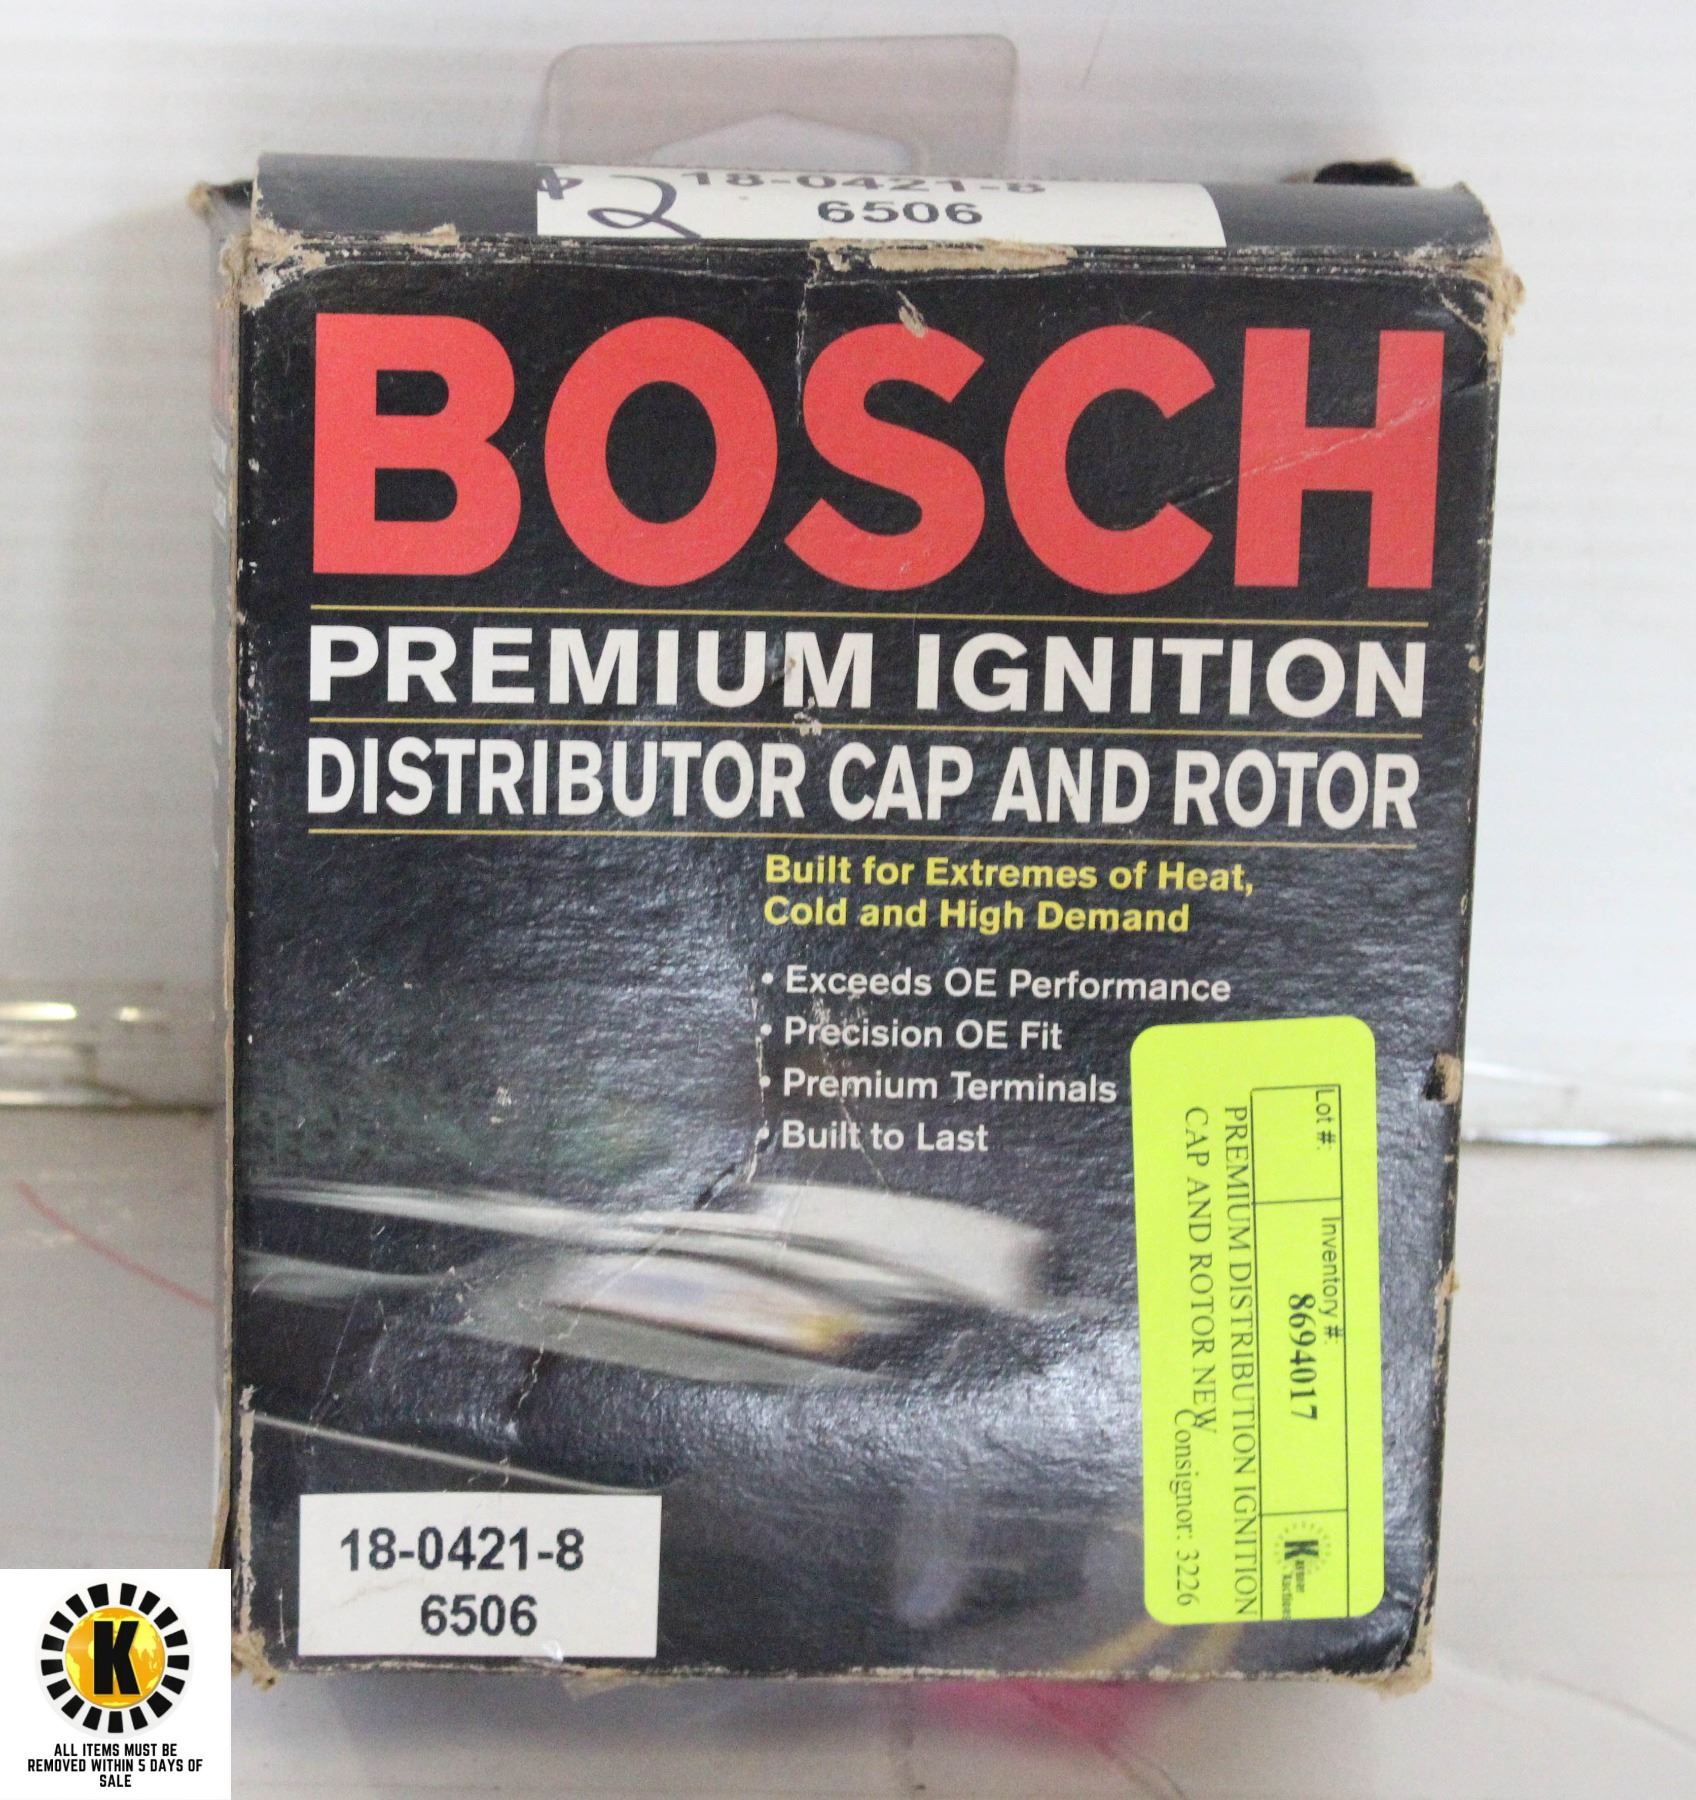 $2 18-0421-8
6506
BOSCH
PREMIUM IGNITION
DISTRIBUTOR CAP AND ROTOR
Built for Extremes of Heat,
Cold and High Demand
• Exceeds OE Performance
• Precision OE Fit
• Premium Terminals
• Built to Last
Lot #:
Inventory #:
8694017
PREMIUM DISTRIBUTION IGNITION
CAP AND ROTOR NEW
Consignor: 3226
18-0421-8
6506
K
ALL ITEMS MUST BE
REMOVED WITHIN 5 DAYS OF
SALE